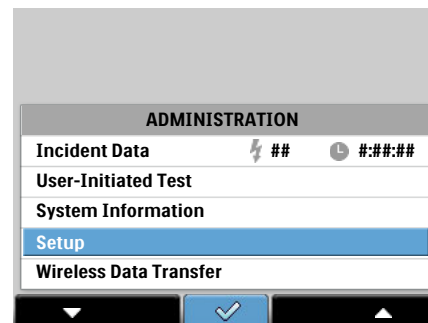 ADMINISTRATION
Incident Data ## #:##:##
User-Initiated Test
System Information
Setup
Wireless Data Transfer